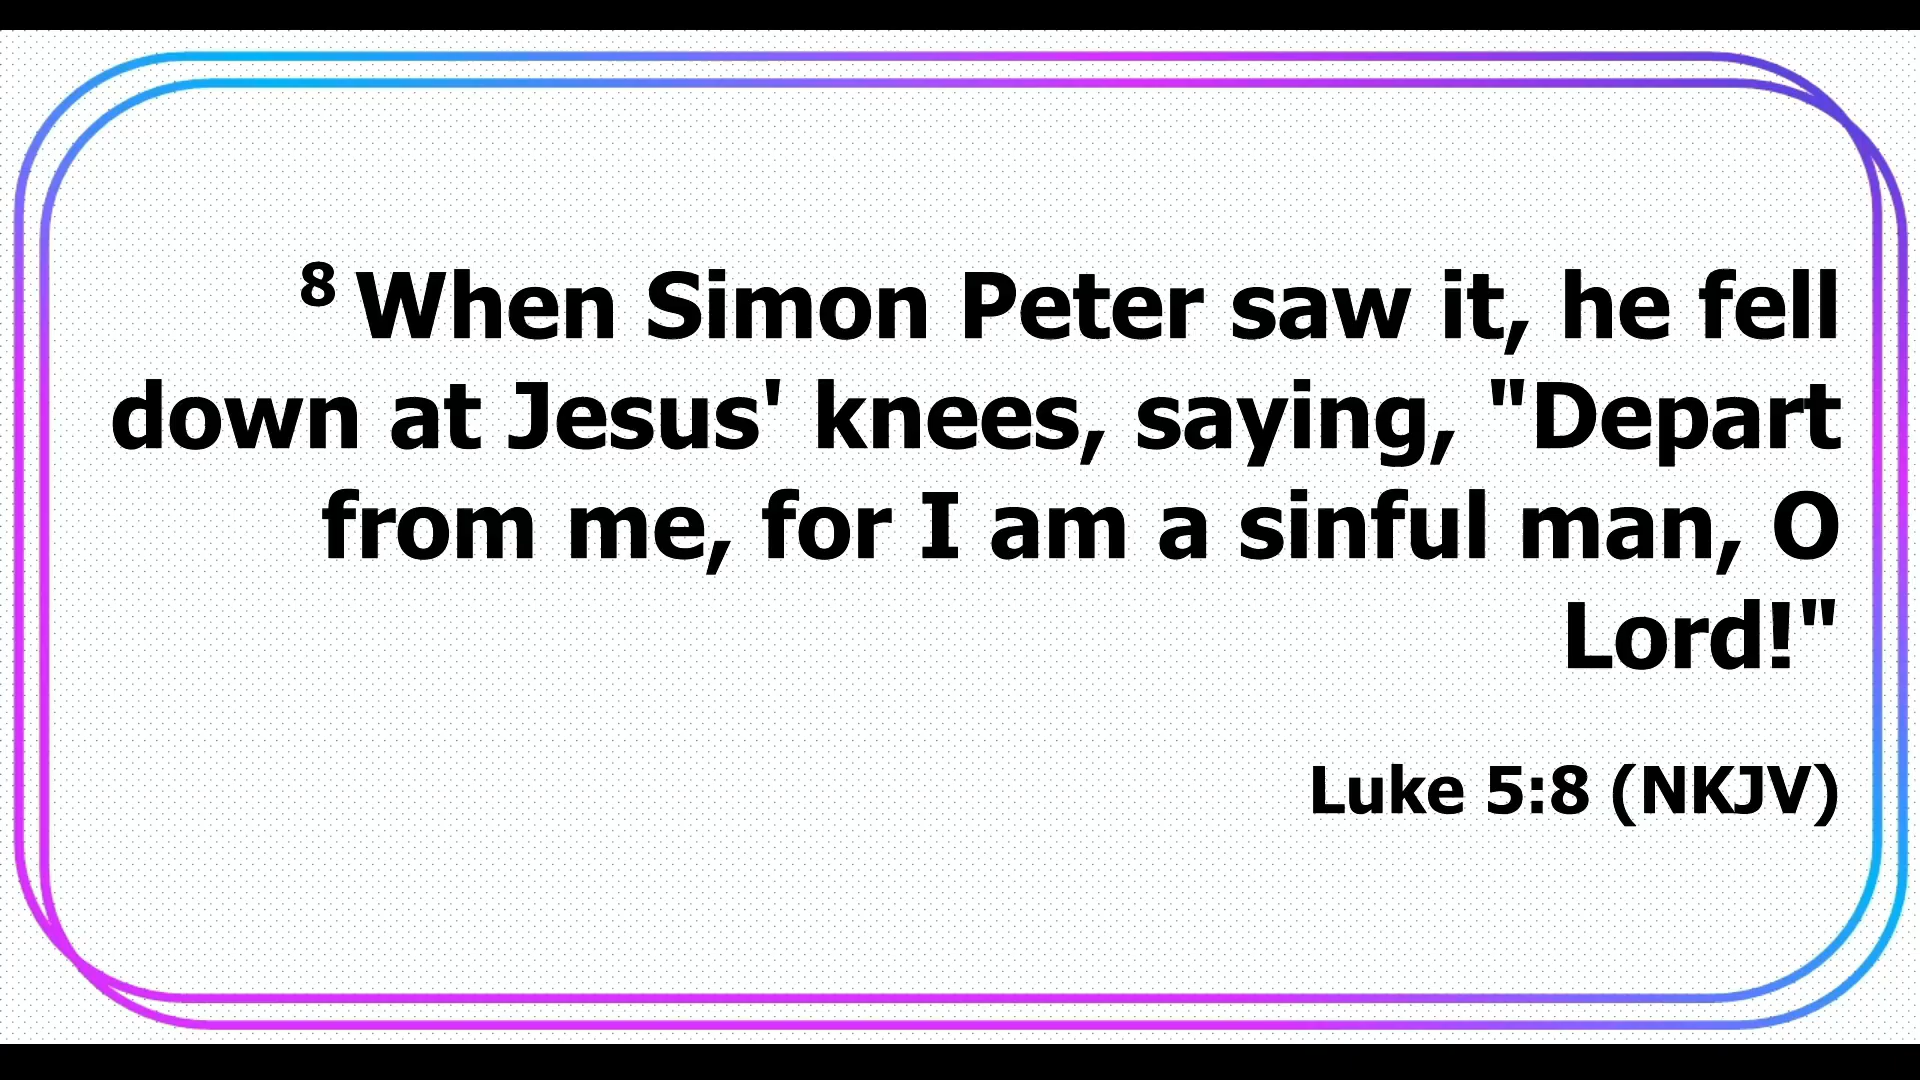 8 When Simon Peter saw it, he fell
down at Jesus' knees, saying, "Depart
from me, for I am a sinful man, O
Lord!"
Luke 5:8 (NKJV)